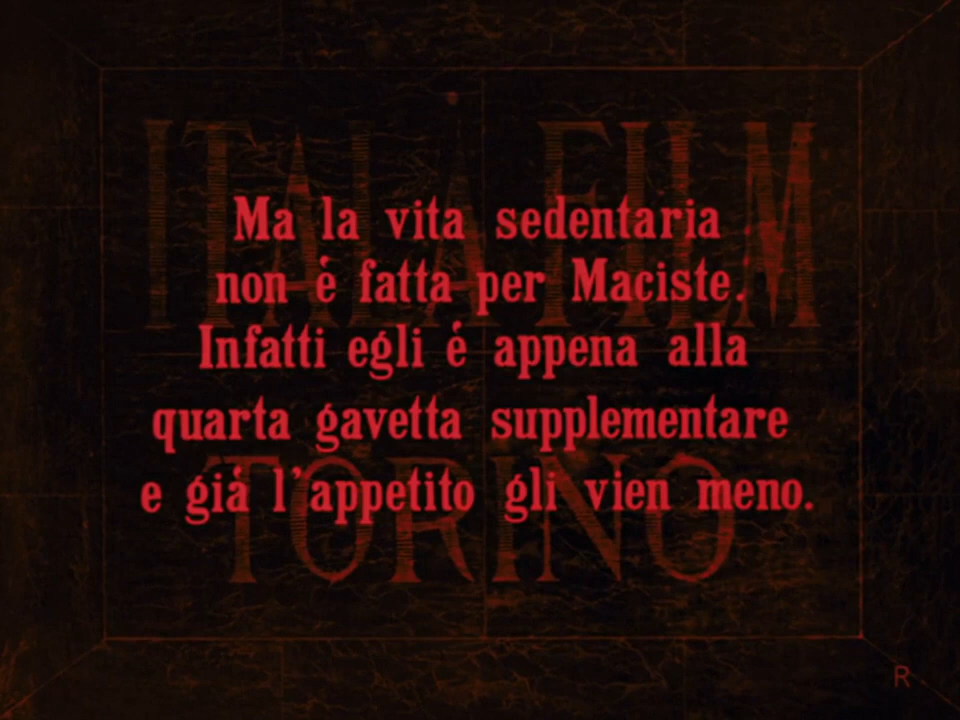 ITALA FILM
Ma la vita sedentaria
non è fatta per Maciste.
Infatti egli è appena alla
quarta gavetta supplementare
e già l'appetito gli vien meno.
TORINO
R